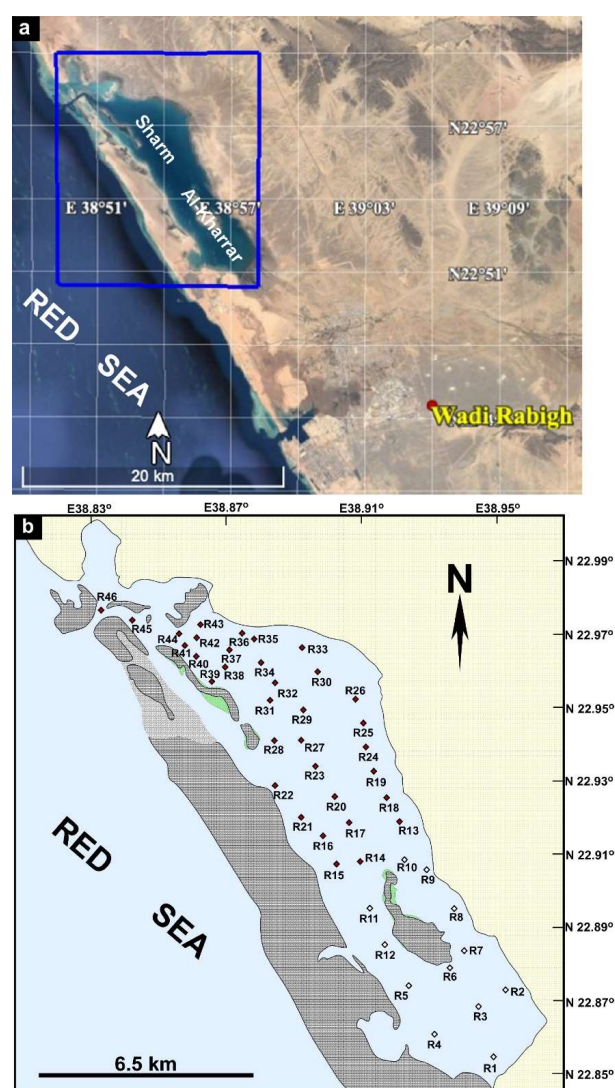 a
Sharm
Al-Kharrar
N22°57'
E 38°51'
E 38°57'
E 39°03'
E 39°09'
N22°51'
RED
SEA
Wadi Rabigh
N
20 km
b
E38.83°
E38.87°
E38.91°
E38.95°
N 22.99°
N
R46
R45
R43
R44
R42
R36
R35
N 22.97°
R33
R41
R40
R37
R34
R39
R38
R30
R32
R26
R31
N 22.95°
R29
R25
R28
R27
R24
R23
R19
N 22.93°
R22
R20
R18
R21
R17
R13
R16
R14
N 22.91°
R15
R10
R9
R11
R8
RED
SEA
R12
R7
N 22.89°
R6
R5
R2
N 22.87°
R3
R4
R1
N 22.85°
6.5 km